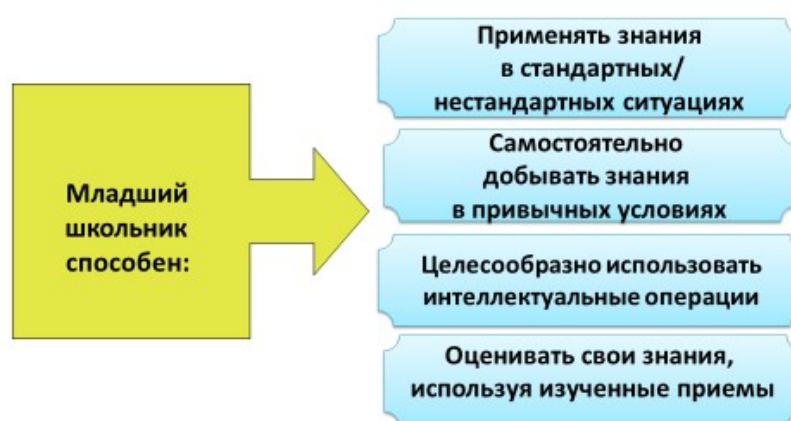 Младший
школьник
способен:
Применять знания
в стандартных/
нестандартных ситуациях
Самостоятельно
добывать знания
в привычных условиях
Целесообразно использовать
интеллектуальные операции
Оценивать свои знания,
используя изученные приемы